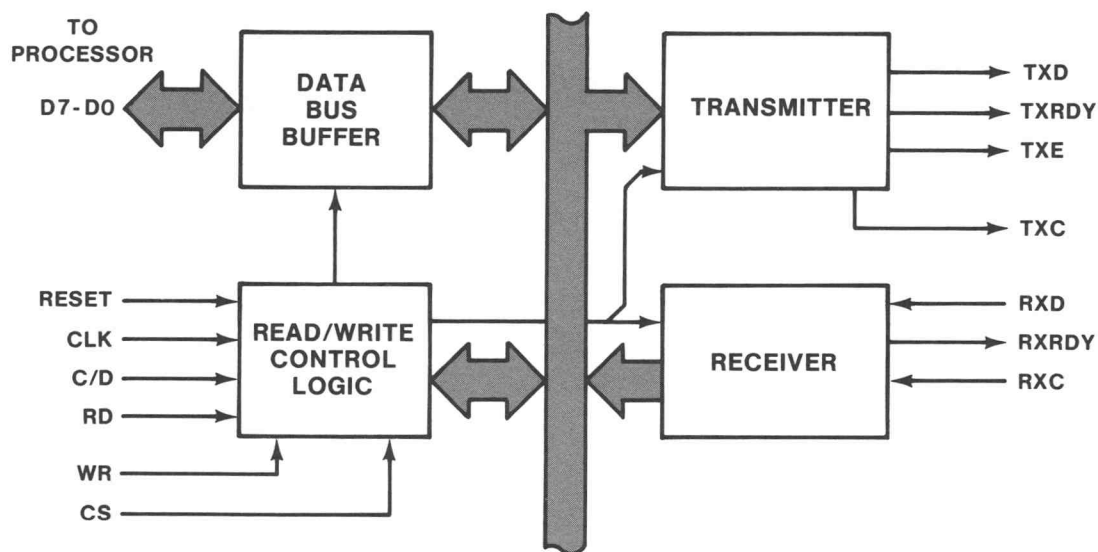 TO
PROCESSOR
D7-D0
DATA
BUS
BUFFER
TRANSMITTER
TXD
TXRDY
TXE
TXC
RESET
CLK
C/D
RD
WR
CS
READ/WRITE
CONTROL
LOGIC
RECEIVER
RXD
RXRDY
RXC